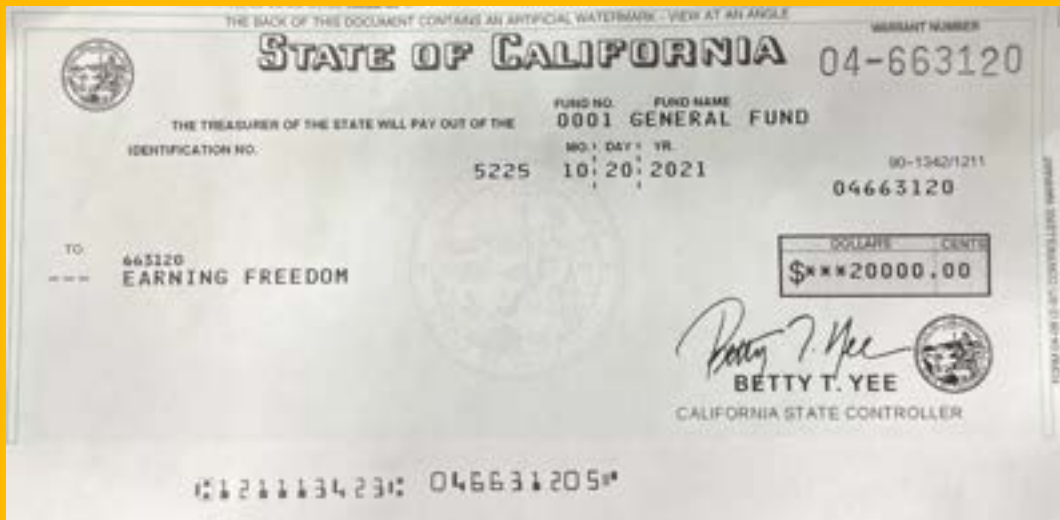 THE BACK OF THIS DOCUMENT CONTAINS AN ARTIFICIAL WATERMARK - VIEW AT AN ANGLE
WARRANT NUMBER
STATE OF CALIFORNIA
04-663120
FUND NO. FUND NAME
THE TREASURER OF THE STATE WILL PAY OUT OF THE 0001 GENERAL FUND
IDENTIFICATION NO.
MO. DAY YR.
90-1342/1211
5225 10 20 2021
04663120
DOLLARS CENTS
TO
663120
$***20000.00
--- EARNING FREEDOM
Betty T. Yee
BETTY T. YEE
CALIFORNIA STATE CONTROLLER
⑆121113423⑆ 046631205⑈